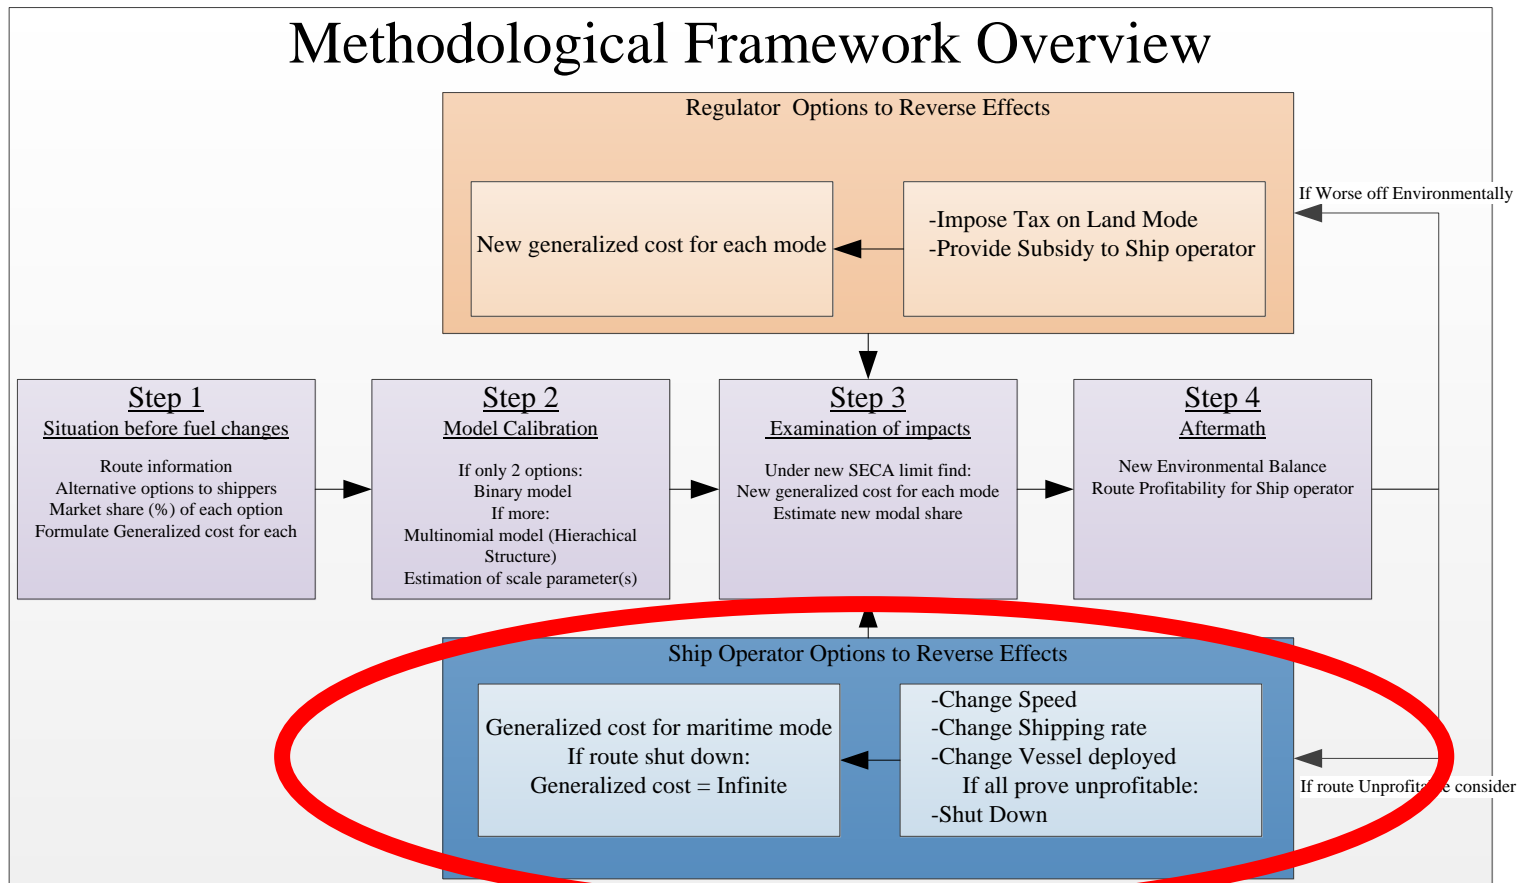 Methodological Framework Overview
Regulator Options to Reverse Effects
New generalized cost for each mode
-Impose Tax on Land Mode
-Provide Subsidy to Ship operator
If Worse off Environmentally
Step 1
Situation before fuel changes
Route information
Alternative options to shippers
Market share (%) of each option
Formulate Generalized cost for each
Step 2
Model Calibration
If only 2 options:
Binary model
If more:
Multinomial model (Hierachical
Structure)
Estimation of scale parameter(s)
Step 3
Examination of impacts
Under new SECA limit find:
New generalized cost for each mode
Estimate new modal share
Step 4
Aftermath
New Environmental Balance
Route Profitability for Ship operator
Ship Operator Options to Reverse Effects
Generalized cost for maritime mode
If route shut down:
Generalized cost = Infinite
-Change Speed
-Change Shipping rate
-Change Vessel deployed
If all prove unprofitable:
-Shut Down
If route Unprofitable consider